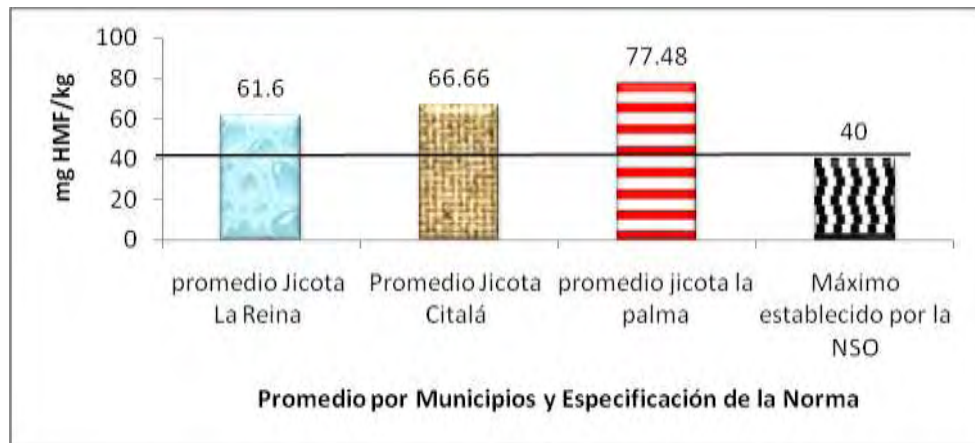 mg HMF/kg
100
80
60
40
20
0
61.6
66.66
77.48
40
promedio Jicota
La Reina
Promedio Jicota
Citalá
promedio jicota la
palma
Máximo
establecido por la
NSO
Promedio por Municipios y Especificación de la Norma